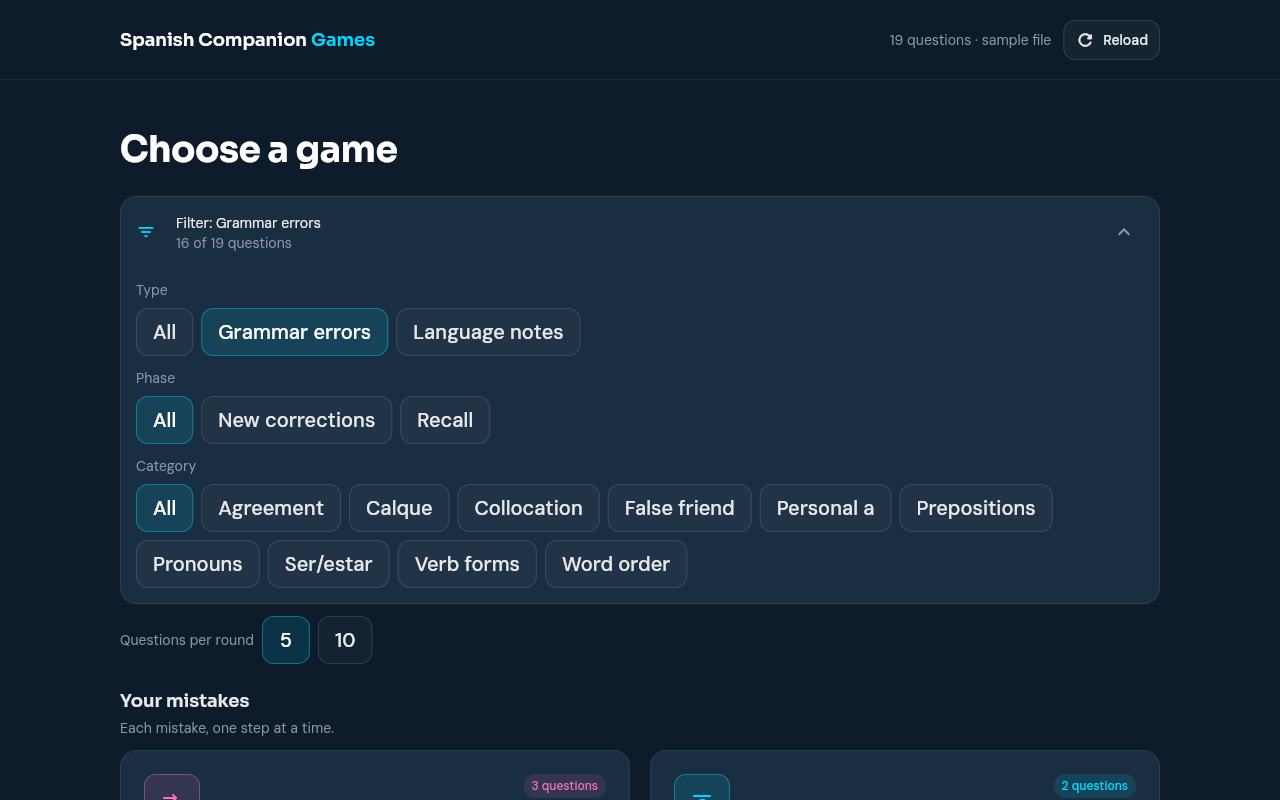 Spanish Companion Games
19 questions · sample file
Reload
Choose a game
Filter: Grammar errors
16 of 19 questions
Type
All Grammar errors Language notes
Phase
All New corrections Recall
Category
All Agreement Calque Collocation False friend Personal a Prepositions
Pronouns Ser/estar Verb forms Word order
Questions per round 5 10
Your mistakes
Each mistake, one step at a time.
3 questions
2 questions